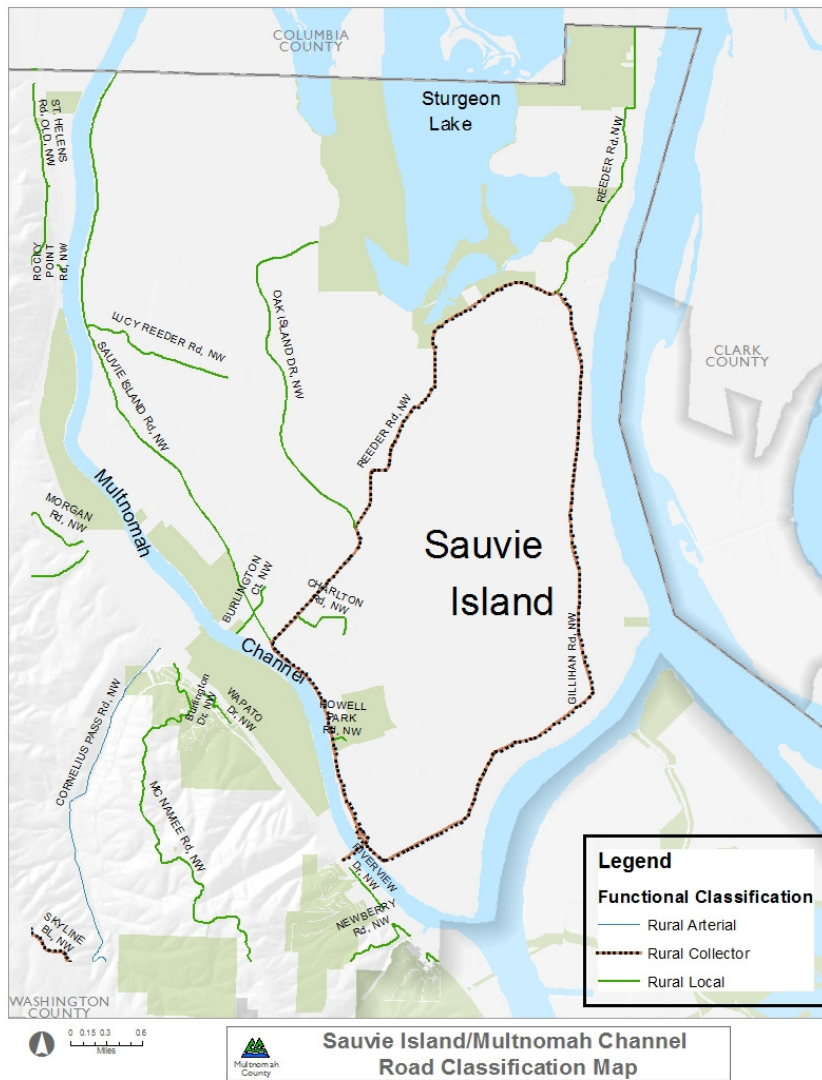 COLUMBIA
COUNTY
Sturgeon
Lake
ST. HELENS
Rd, OLD, NW
REEDER Rd, NW
ROCKY
POINT
Rd, NW
OAK ISLAND DR, NW
LUCY REEDER Rd, NW
SAUVIE ISLAND Rd, NW
CLARK
COUNTY
REEDER Rd, NW
Multnomah
Channel
MORGAN
Rd, NW
Sauvie
Island
BURLINGTON
Ct, NW
CHARLTON
Rd, NW
GILLIHAN Rd, NW
CORNELIUS PASS Rd, NW
Burlington
Dr, NW
WAPATO
Dr, NW
HOWELL
PARK
Rd, NW
MC NAMEE Rd, NW
RIVERVIEW
Dr, NW
NEWBERRY
Rd, NW
SKYLINE
BL, NW
WASHINGTON
COUNTY
Legend
Functional Classification
Rural Arterial
Rural Collector
Rural Local
0 0.15 0.3 0.6
Miles
Multnomah
County
Sauvie Island/Multnomah Channel
Road Classification Map